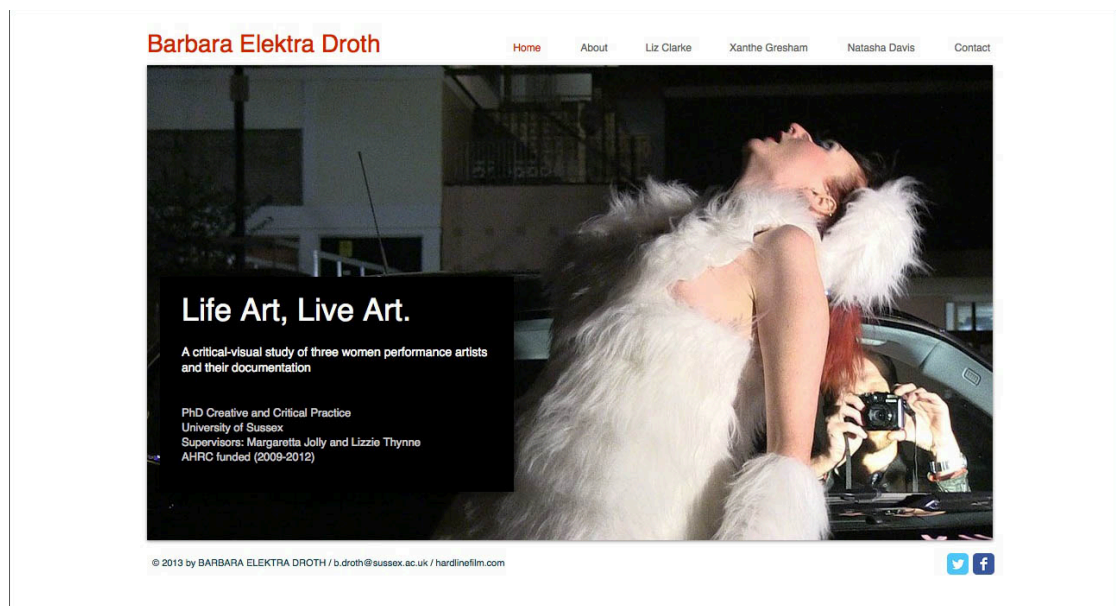 Barbara Elektra Droth
Home About Liz Clarke Xanthe Gresham Natasha Davis Contact
Life Art, Live Art.
A critical-visual study of three women performance artists
and their documentation
PhD Creative and Critical Practice
University of Sussex
Supervisors: Margaretta Jolly and Lizzie Thynne
AHRC funded (2009-2012)
© 2013 by BARBARA ELEKTRA DROTH / b.droth@sussex.ac.uk / hardlinefilm.com